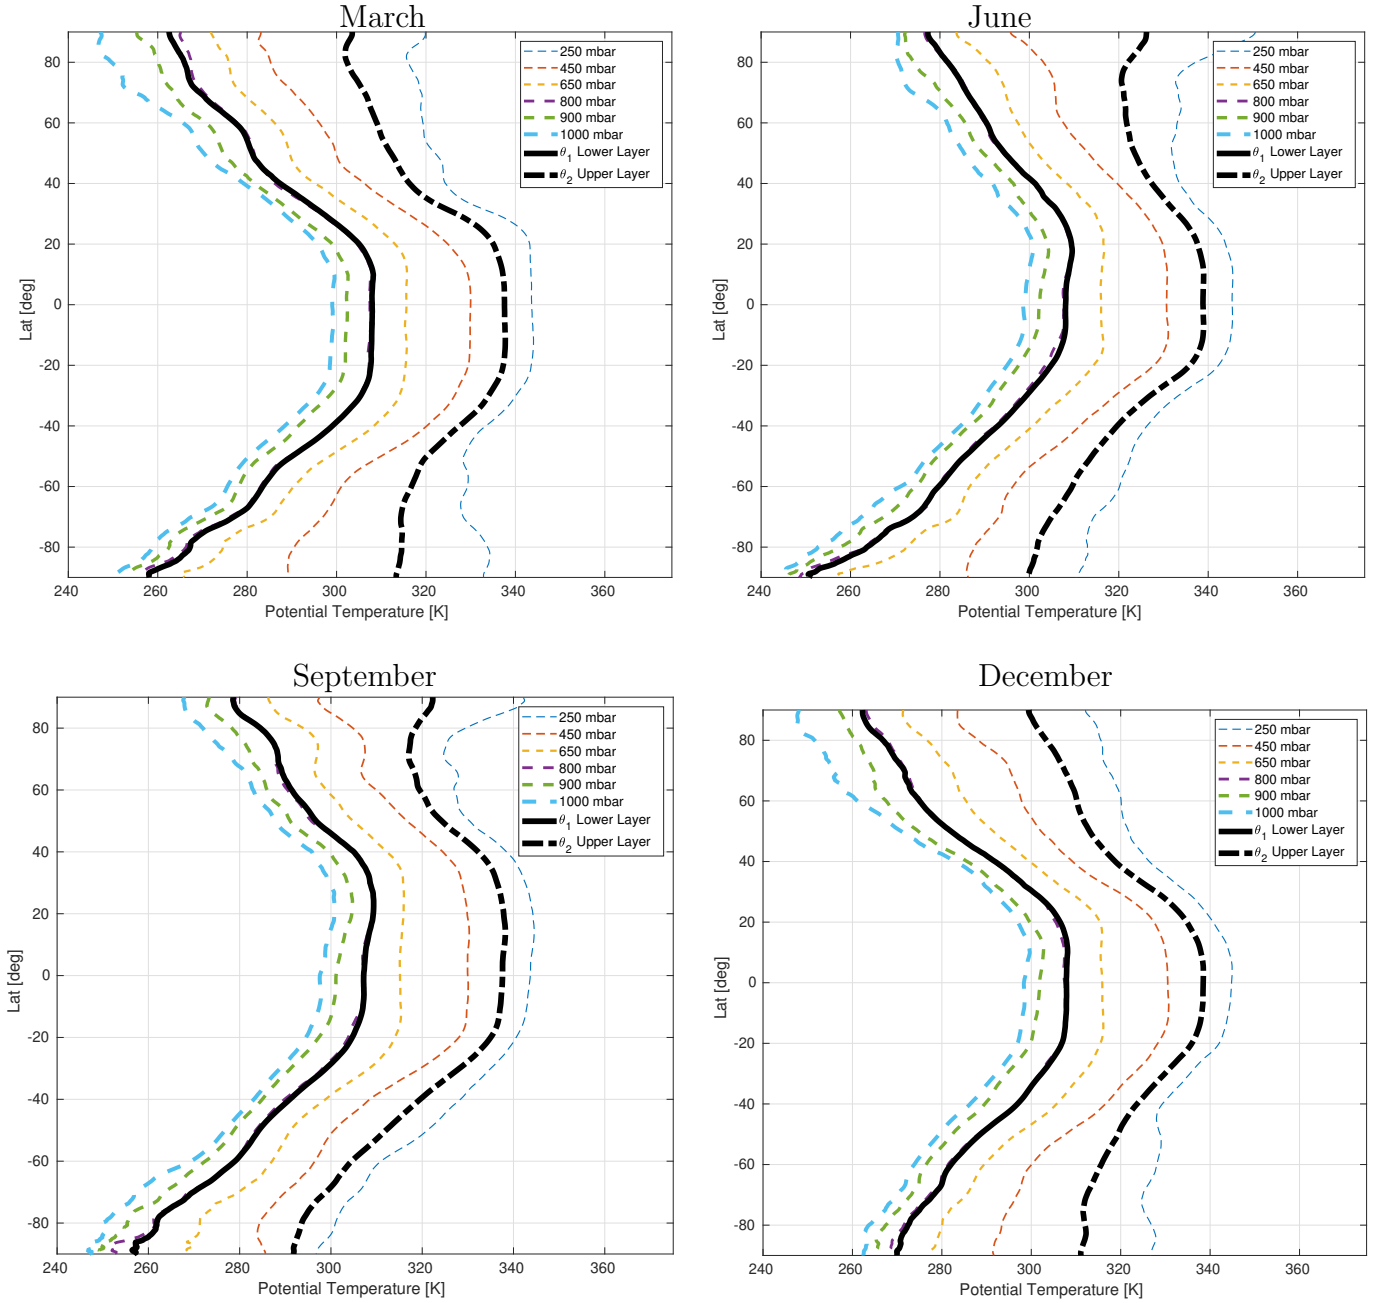 March
80
60
40
20
0
-20
-40
-60
-80
Lat [deg]
240
260
280
300
320
340
360
Potential Temperature [K]
250 mbar
450 mbar
650 mbar
800 mbar
900 mbar
1000 mbar
θ1 Lower Layer
θ2 Upper Layer
June
80
60
40
20
0
-20
-40
-60
-80
Lat [deg]
240
260
280
300
320
340
360
Potential Temperature [K]
250 mbar
450 mbar
650 mbar
800 mbar
900 mbar
1000 mbar
θ1 Lower Layer
θ2 Upper Layer
September
80
60
40
20
0
-20
-40
-60
-80
Lat [deg]
240
260
280
300
320
340
360
Potential Temperature [K]
250 mbar
450 mbar
650 mbar
800 mbar
900 mbar
1000 mbar
θ1 Lower Layer
θ2 Upper Layer
December
80
60
40
20
0
-20
-40
-60
-80
Lat [deg]
240
260
280
300
320
340
360
Potential Temperature [K]
250 mbar
450 mbar
650 mbar
800 mbar
900 mbar
1000 mbar
θ1 Lower Layer
θ2 Upper Layer